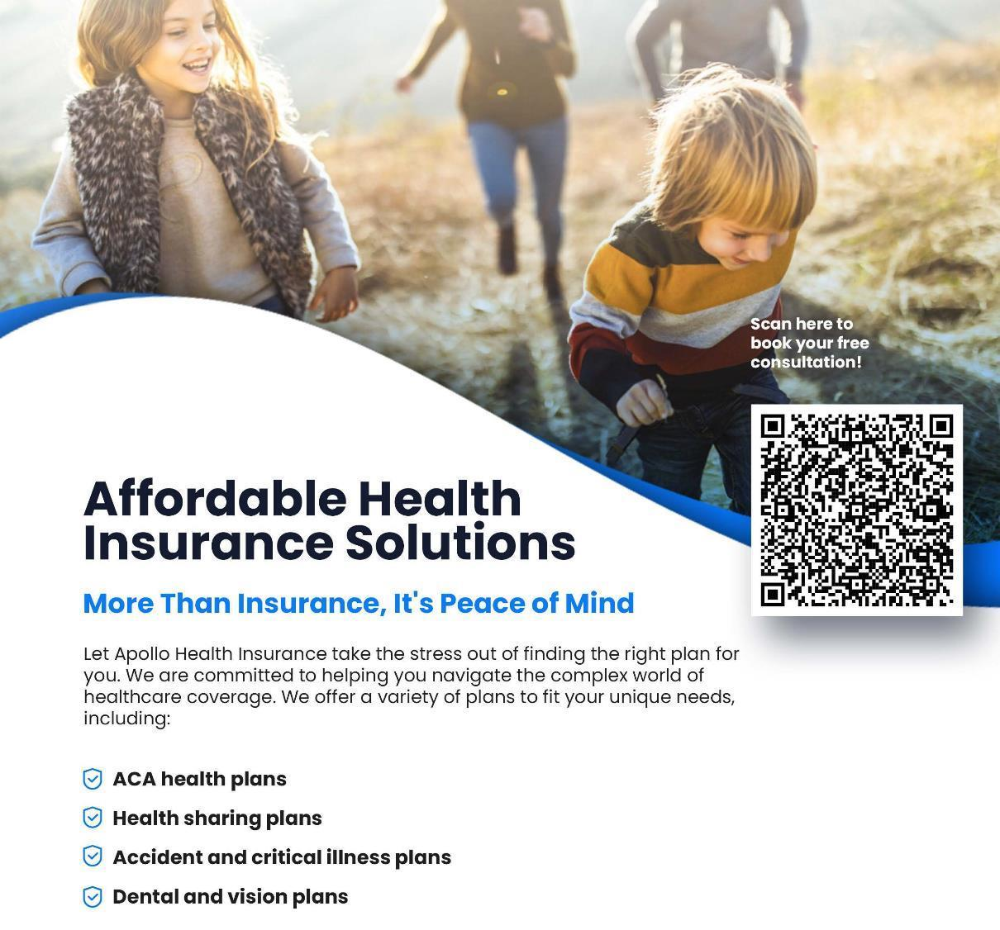 Scan here to
book your free
consultation!
Affordable Health
Insurance Solutions
More Than Insurance, It's Peace of Mind
Let Apollo Health Insurance take the stress out of finding the right plan for
you. We are committed to helping you navigate the complex world of
healthcare coverage. We offer a variety of plans to fit your unique needs,
including:
ACA health plans
Health sharing plans
Accident and critical illness plans
Dental and vision plans